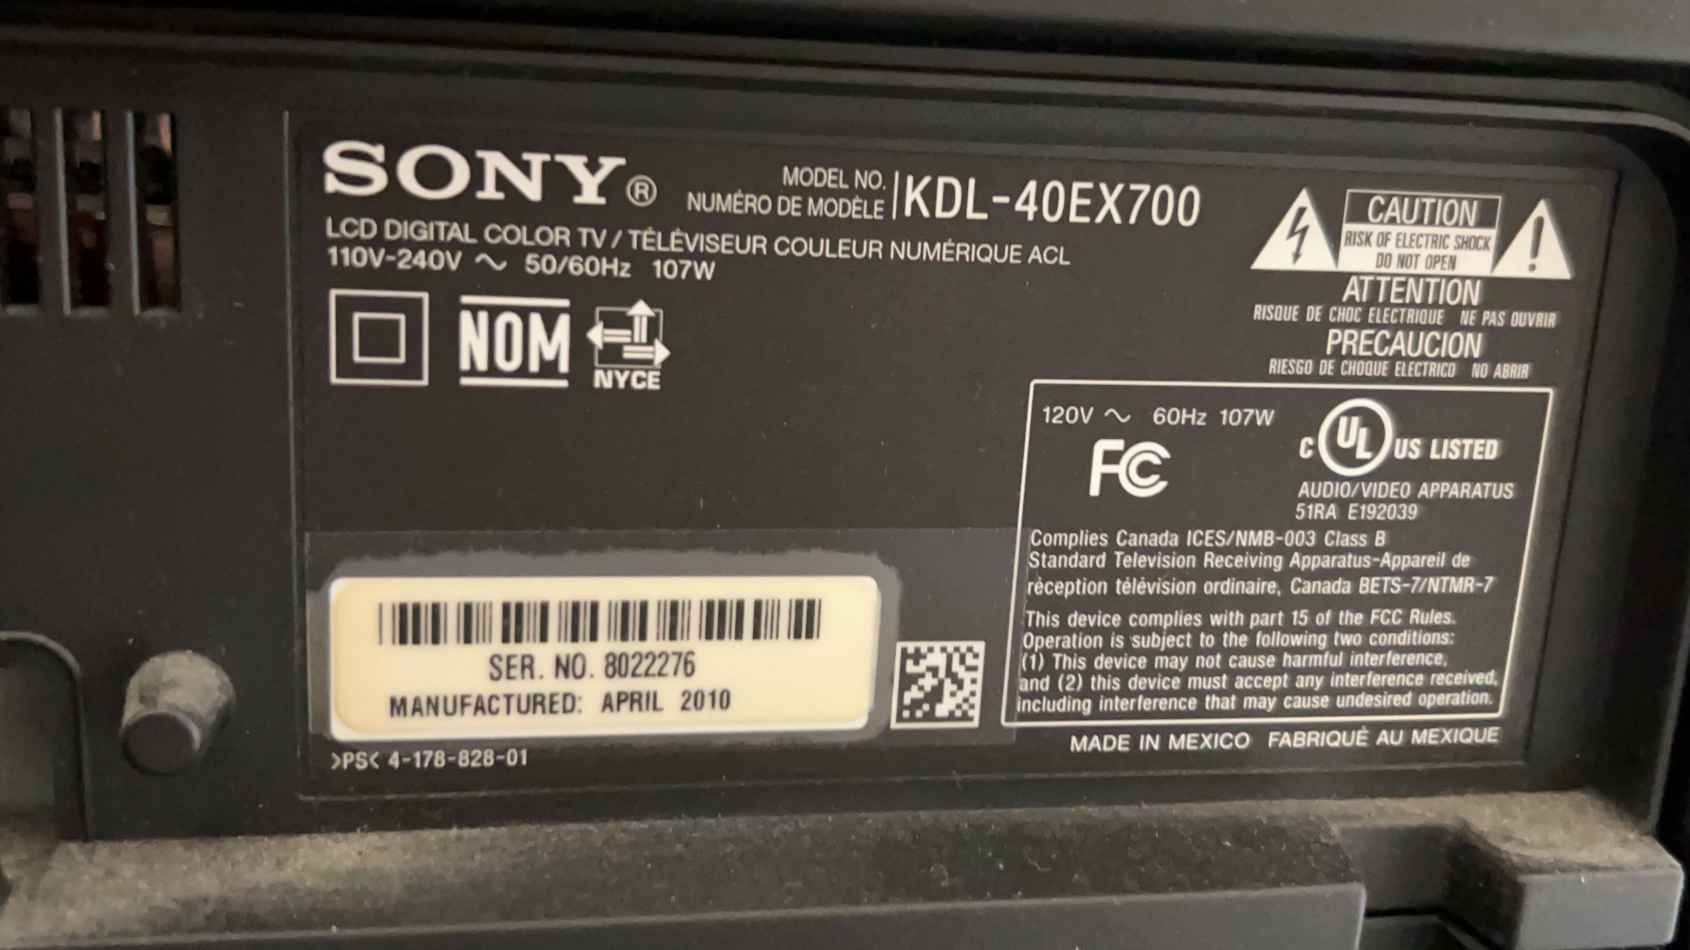 SONY®
MODEL NO.
NUMÉRO DE MODÈLE
KDL-40EX700
LCD DIGITAL COLOR TV / TÉLÉVISEUR COULEUR NUMÉRIQUE ACL
110V-240V ~ 50/60Hz 107W
NOM
NYCE
CAUTION
RISK OF ELECTRIC SHOCK
DO NOT OPEN
ATTENTION
RISQUE DE CHOC ELECTRIQUE NE PAS OUVRIR
PRECAUCION
RIESGO DE CHOQUE ELECTRICO NO ABRIR
120V ~ 60Hz 107W
FC
C UL US LISTED
AUDIO/VIDEO APPARATUS
51RA E192039
Complies Canada ICES/NMB-003 Class B
Standard Television Receiving Apparatus-Appareil de
réception télévision ordinaire, Canada BETS-7/NTMR-7
This device complies with part 15 of the FCC Rules.
Operation is subject to the following two conditions:
(1) This device may not cause harmful interference,
and (2) this device must accept any interference received,
including interference that may cause undesired operation.
SER. NO. 8022276
MANUFACTURED: APRIL 2010
>PS< 4-178-828-01
MADE IN MEXICO FABRIQUÉ AU MEXIQUE